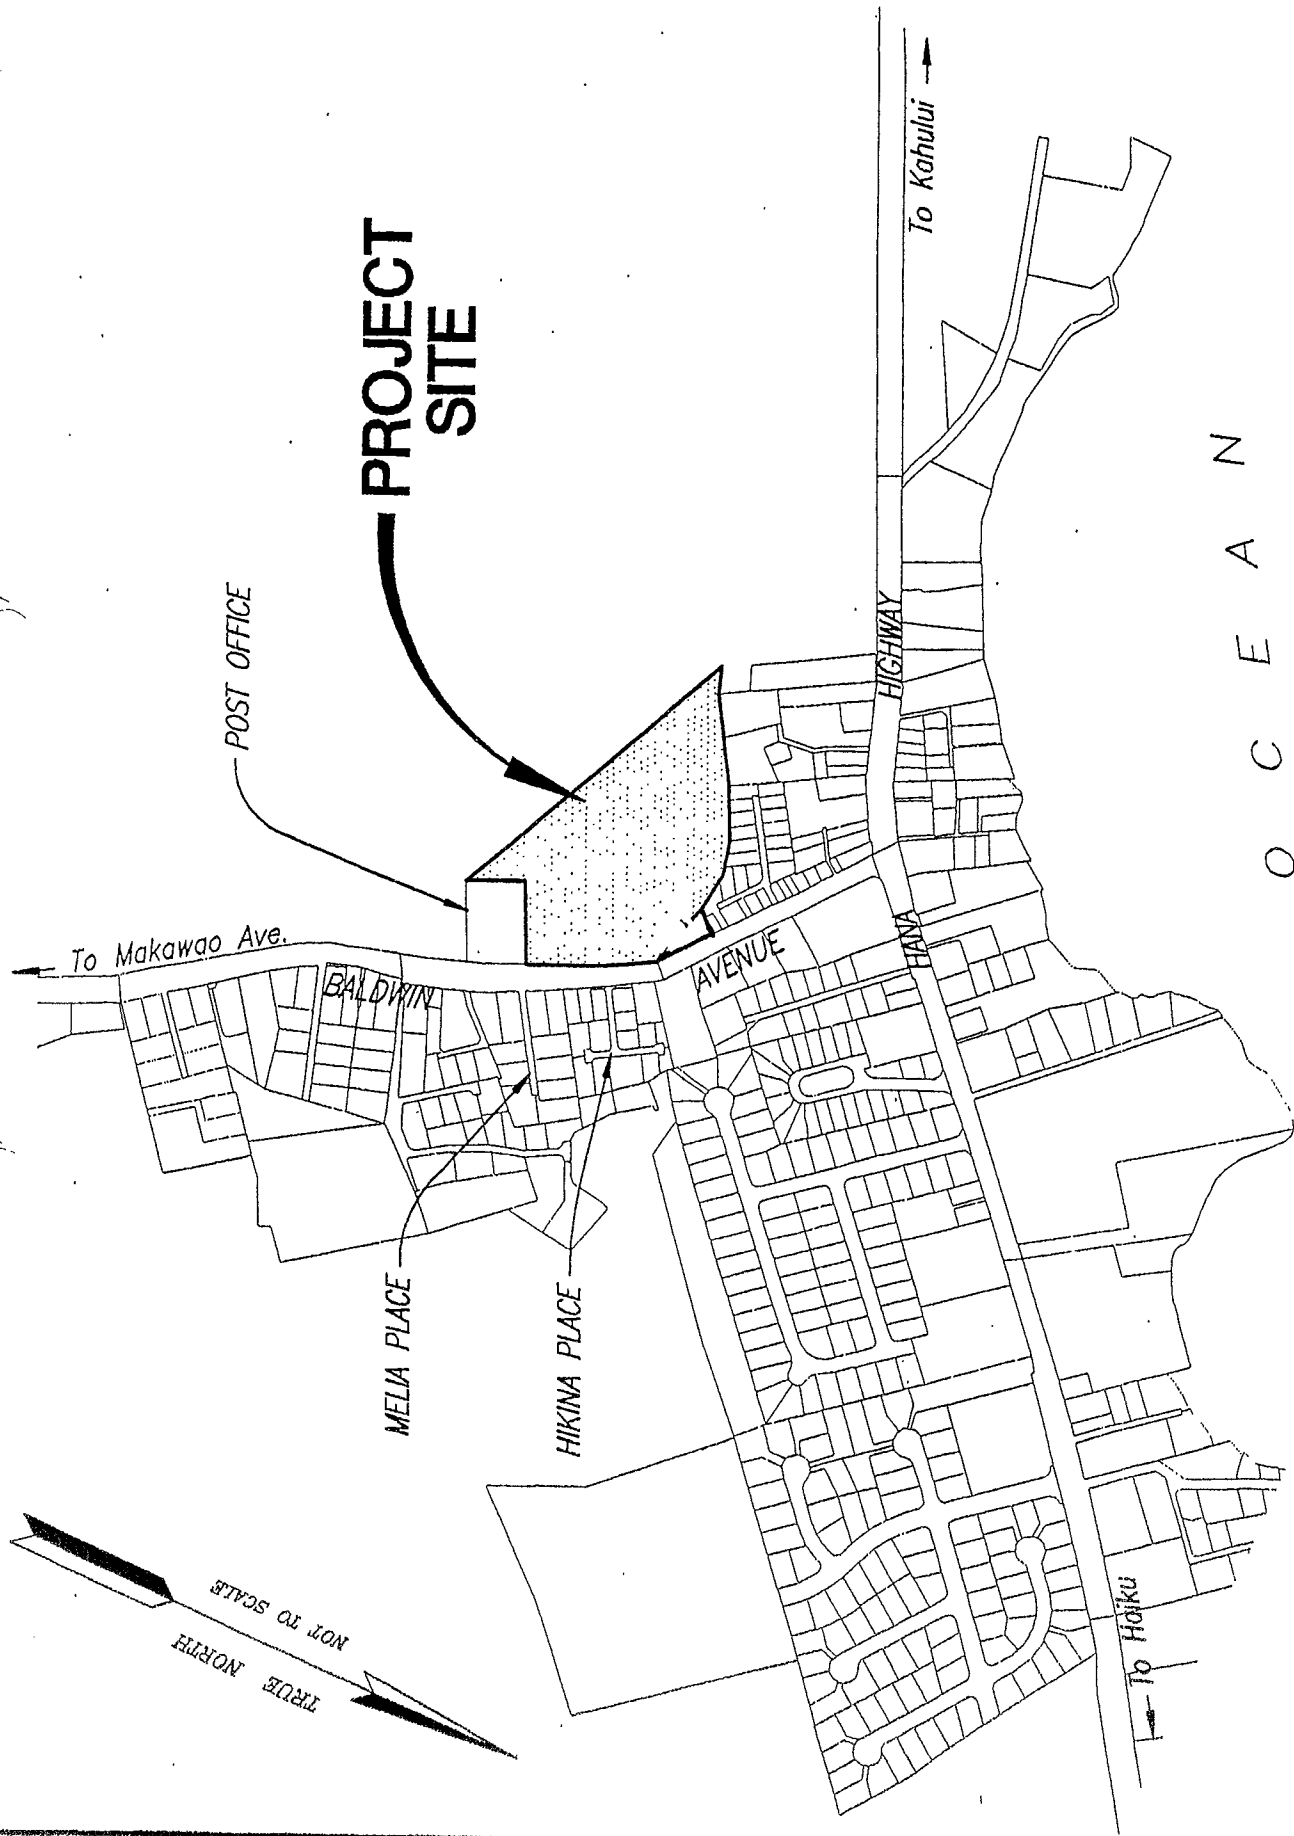 PROJECT
SITE
POST OFFICE
To Makawao Ave.
BALDWIN
AVENUE
HANA
HIGHWAY
To Kahului
MELIA PLACE
HIKINA PLACE
OCEAN
To Haiku
TRUE NORTH
NOT TO SCALE